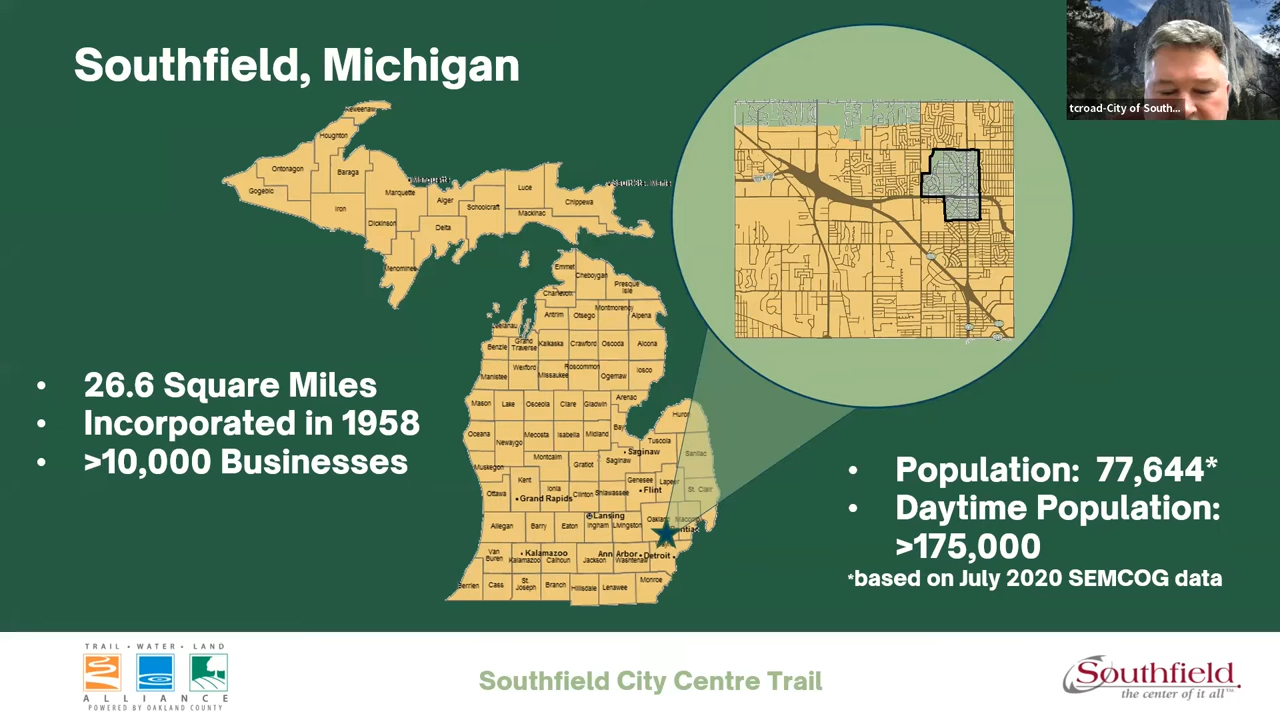 Southfield, Michigan
tcroad-City of South...
Keweenaw
Houghton
Ontonagon
Baraga
Gogebic
Marquette
Marquette
Luce
Alger
Schoolcraft
Chippewa
Iron
Mackinac
Dickinson
Delta
Menominee
Emmet
Cheboygan
Presque
Isle
Charlevoix
Antrim
Otsego
Montmorency
Alpena
Leelanau
Benzie
Grand
Traverse
Kalkaska
Crawford
Oscoda
Alcona
Manistee
Wexford
Missaukee
Roscommon
Ogemaw
Iosco
Mason
Lake
Osceola
Clare
Gladwin
Arenac
Huron
Oceana
Newaygo
Mecosta
Isabella
Midland
Bay
Tuscola
Sanilac
Saginaw
Muskegon
Montcalm
Gratiot
Saginaw
Kent
Ionia
Clinton
Shiawassee
Genesee
Lapeer
St. Clair
Ottawa
Grand Rapids
Flint
Lansing
Allegan
Barry
Eaton
Ingham
Livingston
Oakland
Macomb
Pontiac
Van
Buren
Kalamazoo
Kalamazoo
Calhoun
Jackson
Ann Arbor
Washtenaw
Detroit
Berrien
Cass
St.
Joseph
Branch
Hillsdale
Lenawee
Monroe
• 26.6 Square Miles
• Incorporated in 1958
• >10,000 Businesses
• Population: 77,644*
• Daytime Population:
>175,000
*based on July 2020 SEMCOG data
TRAIL • WATER • LAND
ALLIANCE
POWERED BY OAKLAND COUNTY
Southfield City Centre Trail
Southfield
the center of it all™